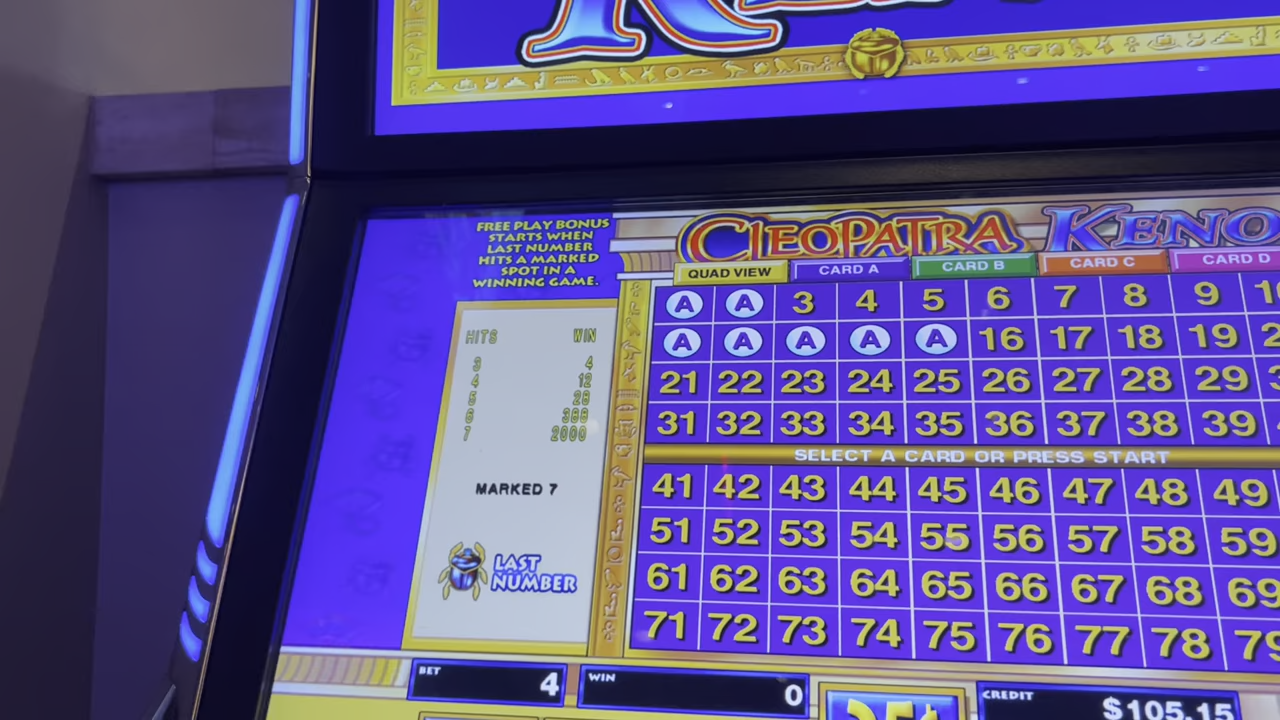 FREE PLAY BONUS
STARTS WHEN
LAST NUMBER
HITS A MARKED
SPOT IN A
WINNING GAME.
CLEOPATRA KENO
QUAD VIEW CARD A CARD B CARD C CARD D
A A 3 4 5 6 7 8 9
A A A A A 16 17 18 19
21 22 23 24 25 26 27 28 29
31 32 33 34 35 36 37 38 39
SELECT A CARD OR PRESS START
41 42 43 44 45 46 47 48 49
51 52 53 54 55 56 57 58 59
61 62 63 64 65 66 67 68 69
71 72 73 74 75 76 77 78 79
HITS WIN
3 4
4 12
5 20
6 300
7 2000
MARKED 7
LAST
NUMBER
BET 4
WIN 0
25¢
CREDIT $105.15